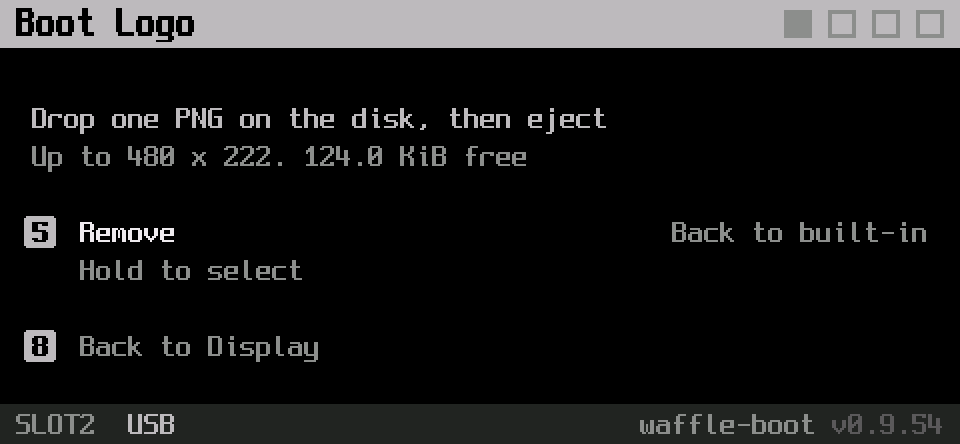 Boot Logo
Drop one PNG on the disk, then eject
Up to 480 x 222. 124.0 KiB free
5 Remove Back to built-in
Hold to select
8 Back to Display
SLOT2 USB waffle-boot v0.9.54